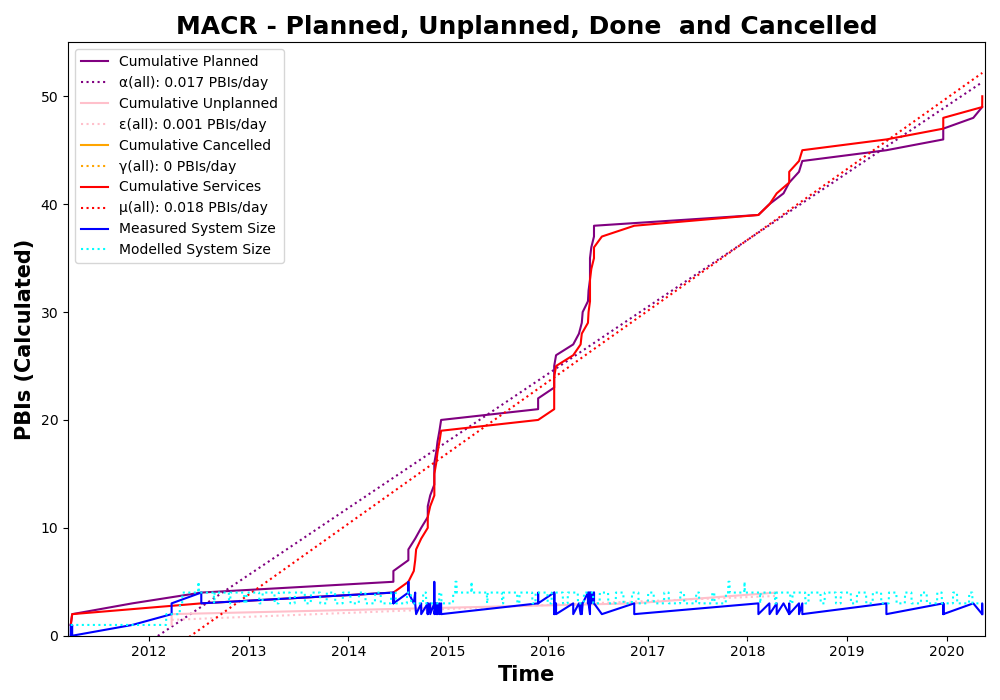 MACR - Planned, Unplanned, Done  and Cancelled
Cumulative Planned
α(all): 0.017 PBIs/day
Cumulative Unplanned
ε(all): 0.001 PBIs/day
Cumulative Cancelled
γ(all): 0 PBIs/day
Cumulative Services
μ(all): 0.018 PBIs/day
Measured System Size
Modelled System Size
PBIs (Calculated)
50
40
30
20
10
0
2012 2013 2014 2015 2016 2017 2018 2019 2020
Time